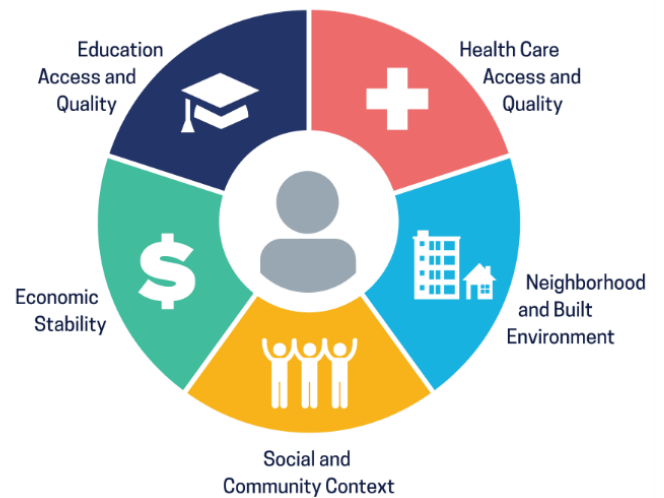 Education
Access and
Quality
Health Care
Access and
Quality
$
Economic
Stability
Neighborhood
and Built
Environment
Social and
Community Context